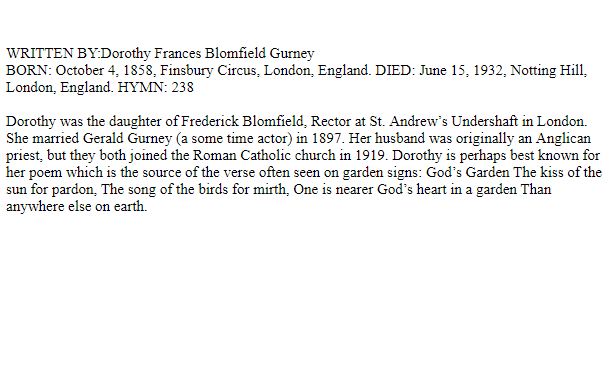 WRITTEN BY:Dorothy Frances Blomfield Gurney
BORN: October 4, 1858, Finsbury Circus, London, England. DIED: June 15, 1932, Notting Hill,
London, England. HYMN: 238
Dorothy was the daughter of Frederick Blomfield, Rector at St. Andrew’s Undershaft in London.
She married Gerald Gurney (a some time actor) in 1897. Her husband was originally an Anglican
priest, but they both joined the Roman Catholic church in 1919. Dorothy is perhaps best known for
her poem which is the source of the verse often seen on garden signs: God’s Garden The kiss of the
sun for pardon, The song of the birds for mirth, One is nearer God’s heart in a garden Than
anywhere else on earth.